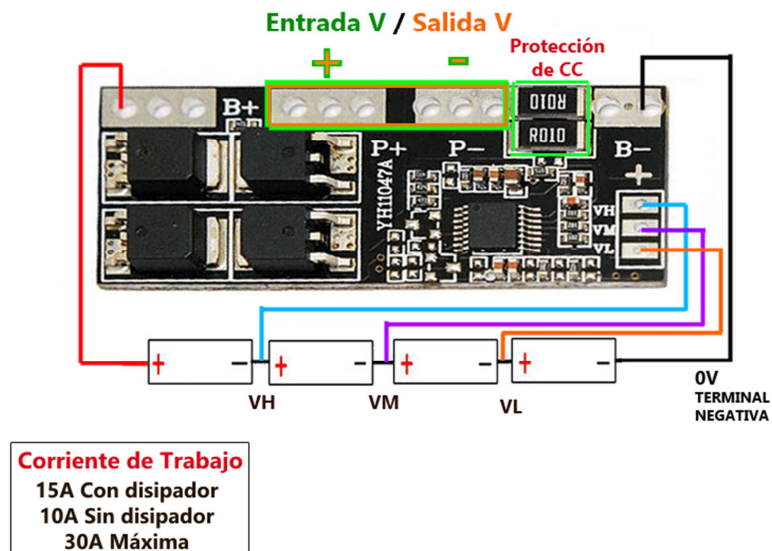 Entrada V / Salida V
+ -
Protección
de CC
B+
R010
R010
P+
P-
B-
+
YH11047A
VH
VM
VL
+ - + - + - + -
VH
VM
VL
0V
TERMINAL
NEGATIVA
Corriente de Trabajo
15A Con disipador
10A Sin disipador
30A Máxima